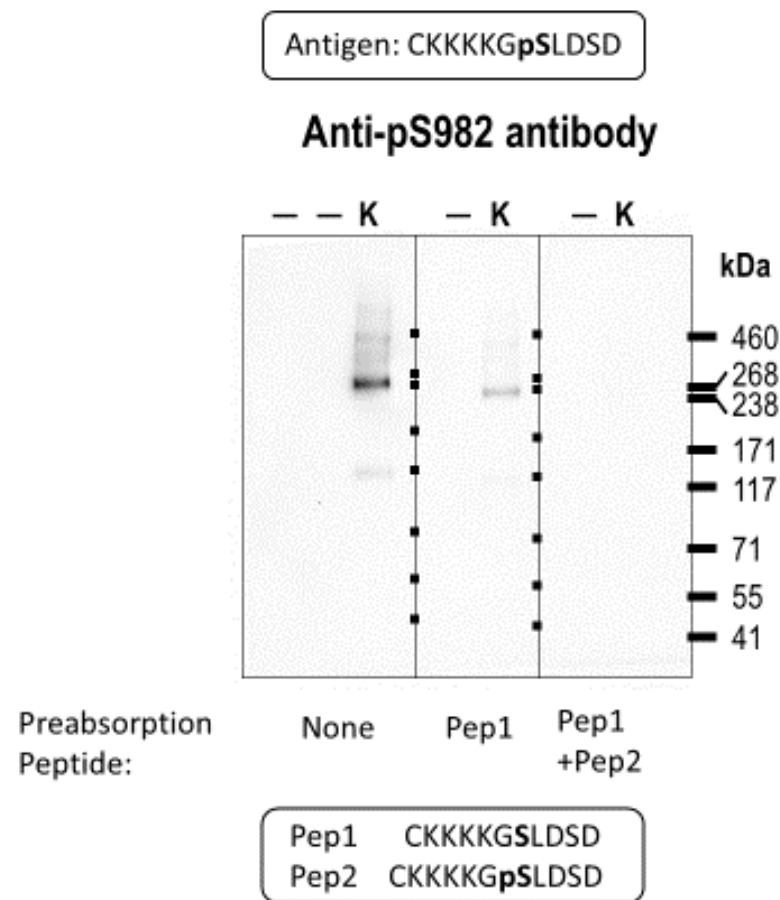 Antigen: CKKKKGpSLDSD
Anti-pS982 antibody
— — K — K — K
kDa
460
268
238
171
117
71
55
41
Preabsorption
Peptide:
None
Pep1
Pep1
+Pep2
Pep1 CKKKKGSLDSD
Pep2 CKKKKGpSLDSD